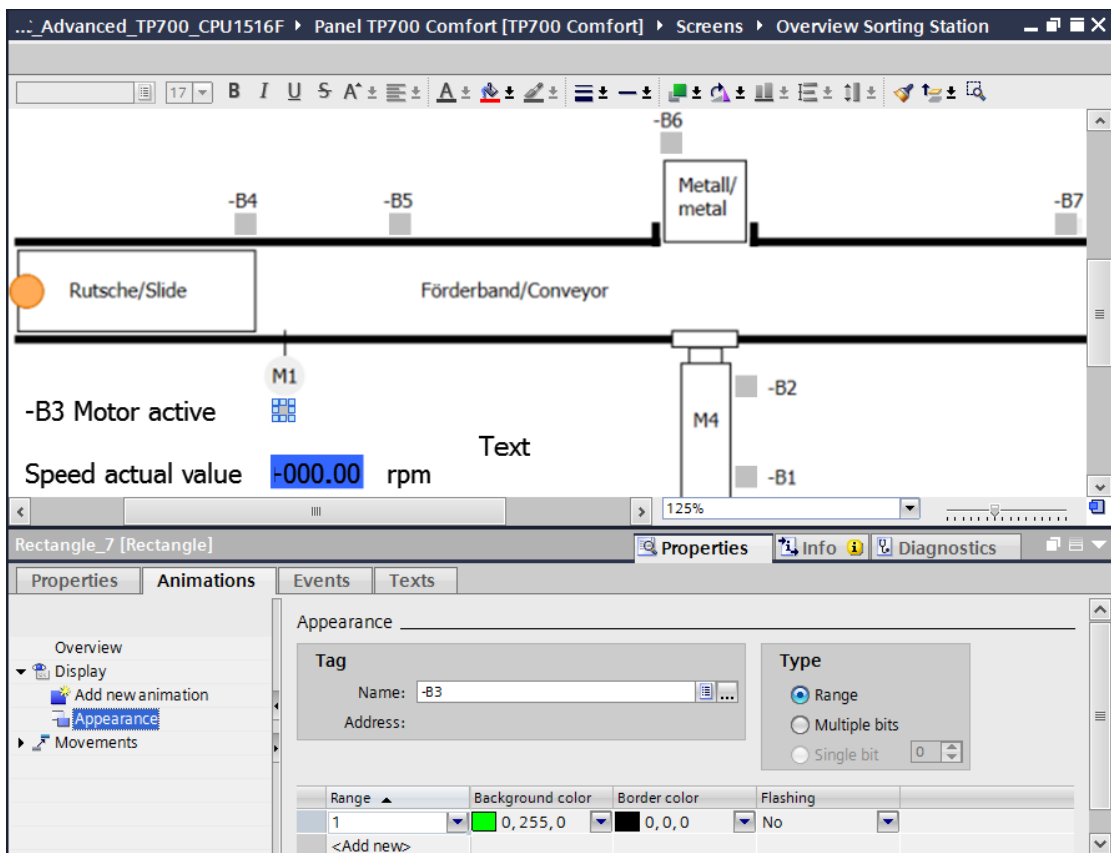 ..:_Advanced_TP700_CPU1516F ▸ Panel TP700 Comfort [TP700 Comfort] ▸ Screens ▸ Overview Sorting Station
17 B I U S A A
-B6
Metall/
metal
-B4
-B5
-B7
Rutsche/Slide
Förderband/Conveyor
M1
-B2
-B3 Motor active
M4
Text
Speed actual value +000.00 rpm
-B1
125%
Rectangle_7 [Rectangle]
Properties Info Diagnostics
Properties Animations Events Texts
Appearance
Overview
Display
Add new animation
Appearance
Movements
Tag
Name: -B3
Address:
Type
Range
Multiple bits
Single bit 0
Range Background color Border color Flashing
1 0, 255, 0 0, 0, 0 No
<Add new>